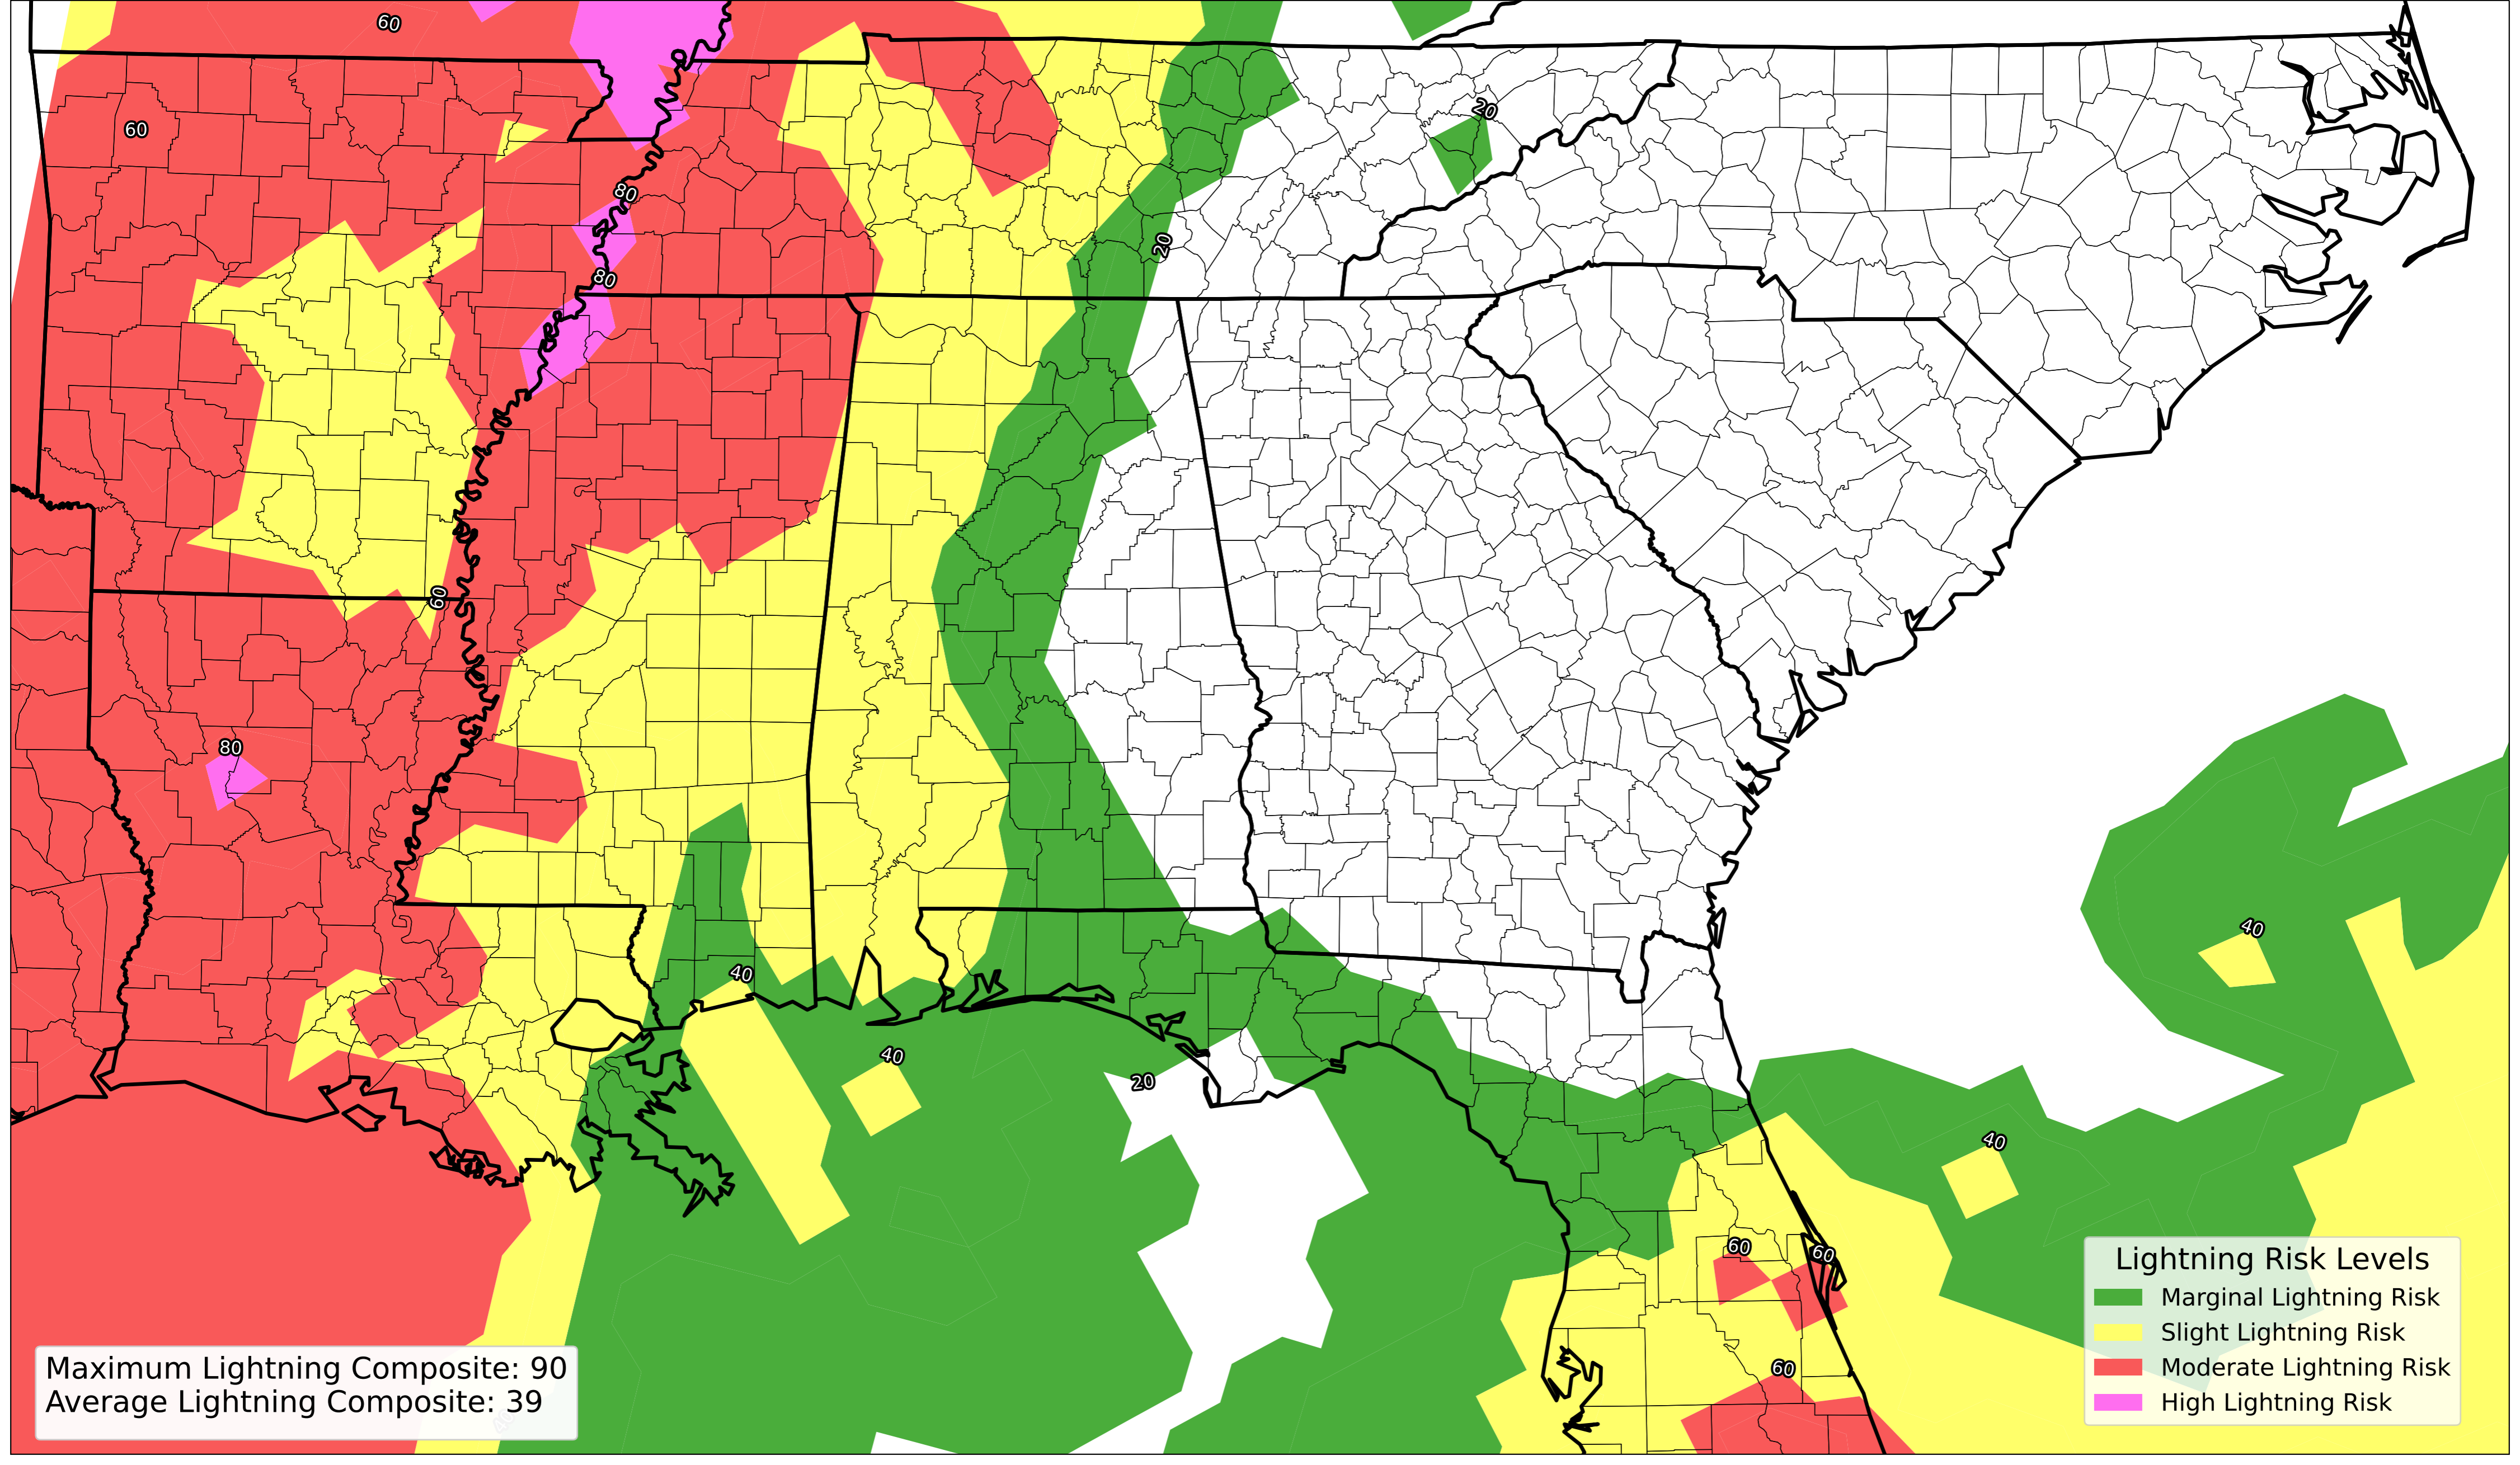 60
60
20
80
20
80
60
80
40
40
40
20
40
60
60
60
Lightning Risk Levels
Marginal Lightning Risk
Slight Lightning Risk
Moderate Lightning Risk
High Lightning Risk
Maximum Lightning Composite: 90
Average Lightning Composite: 39
40